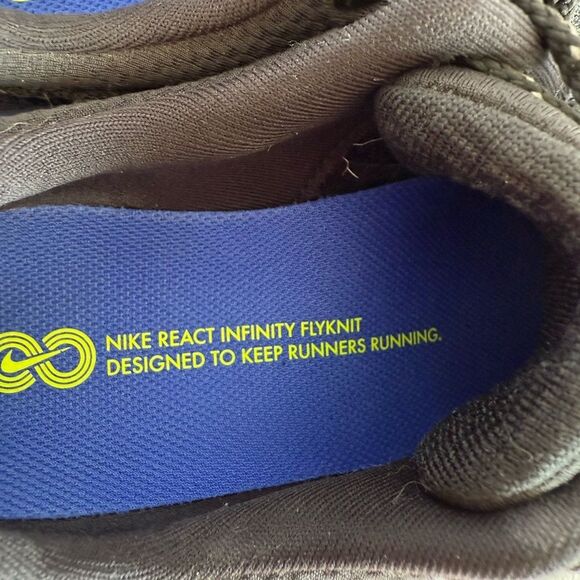 NIKE REACT INFINITY FLYKNIT
DESIGNED TO KEEP RUNNERS RUNNING.